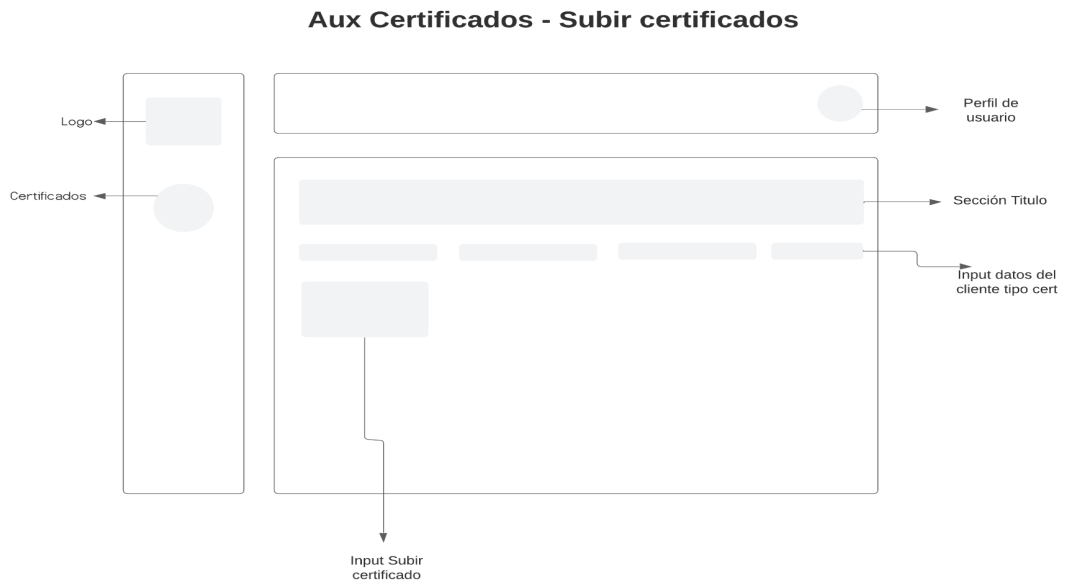 Aux Certificados - Subir certificados
Logo
Perfil de
usuario
Certificados
Sección Titulo
Input datos del
cliente tipo cert
Input Subir
certificado